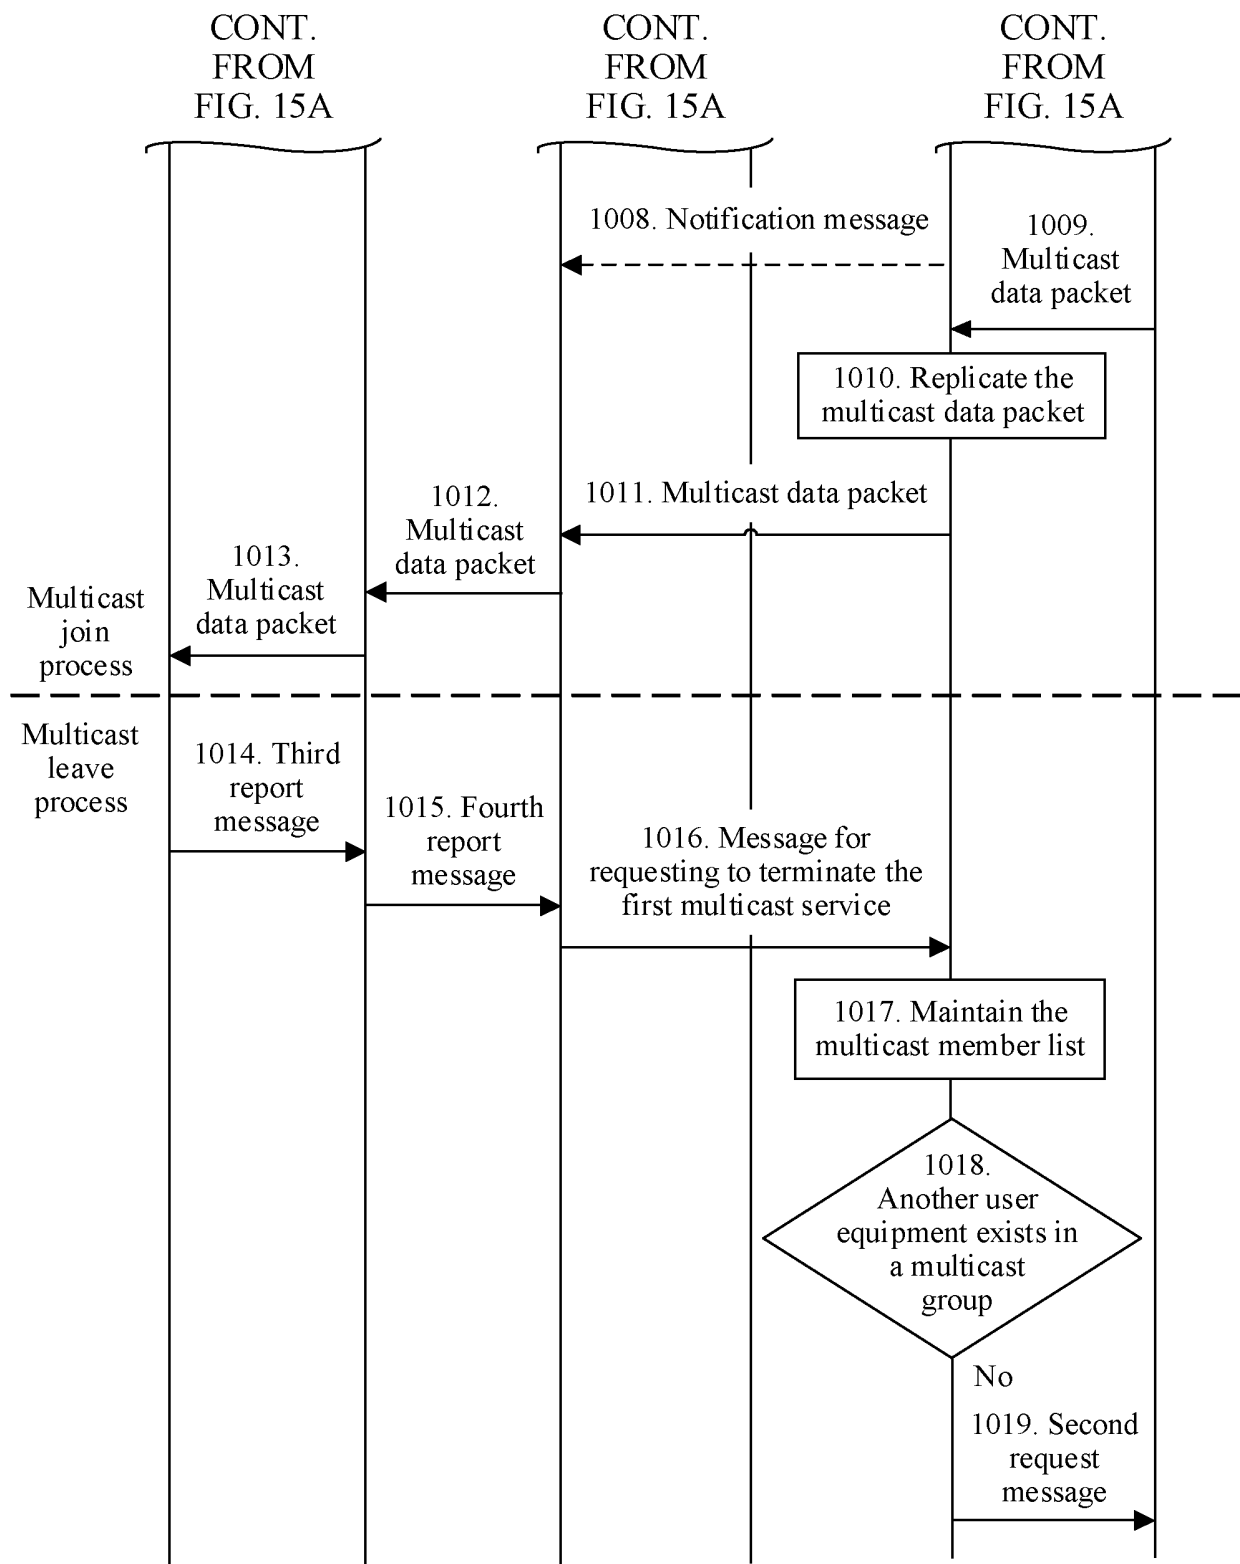 CONT.
FROM
FIG. 15A
CONT.
FROM
FIG. 15A
CONT.
FROM
FIG. 15A
1008. Notification message
1009.
Multicast
data packet
1010. Replicate the
multicast data packet
1011. Multicast data packet
1012.
Multicast
data packet
1013.
Multicast
data packet
Multicast
join
process
Multicast
leave
process
1014. Third
report
message
1015. Fourth
report
message
1016. Message for
requesting to terminate the
first multicast service
1017. Maintain the
multicast member list
1018.
Another user
equipment exists in
a multicast
group
No
1019. Second
request
message